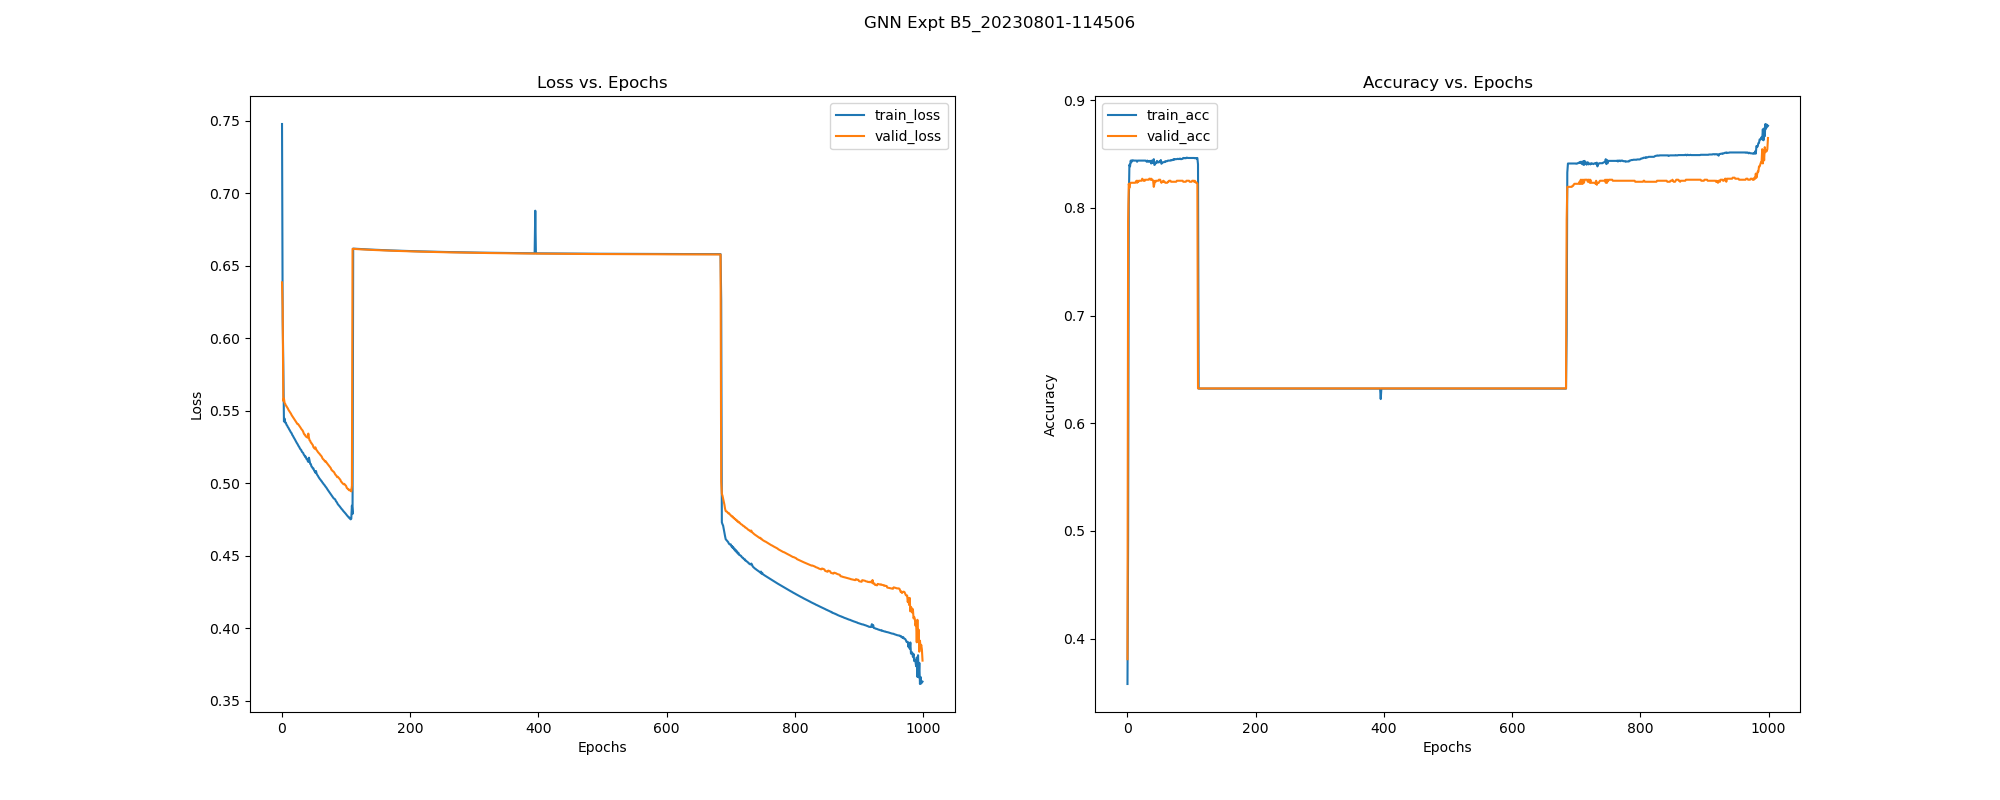 GNN Expt B5_20230801-114506
Loss vs. Epochs
train_loss
valid_loss
0.75
0.70
0.65
0.60
0.55
0.50
0.45
0.40
0.35
Loss
0 200 400 600 800 1000
Epochs
Accuracy vs. Epochs
train_acc
valid_acc
0.9
0.8
0.7
0.6
0.5
0.4
Accuracy
0 200 400 600 800 1000
Epochs